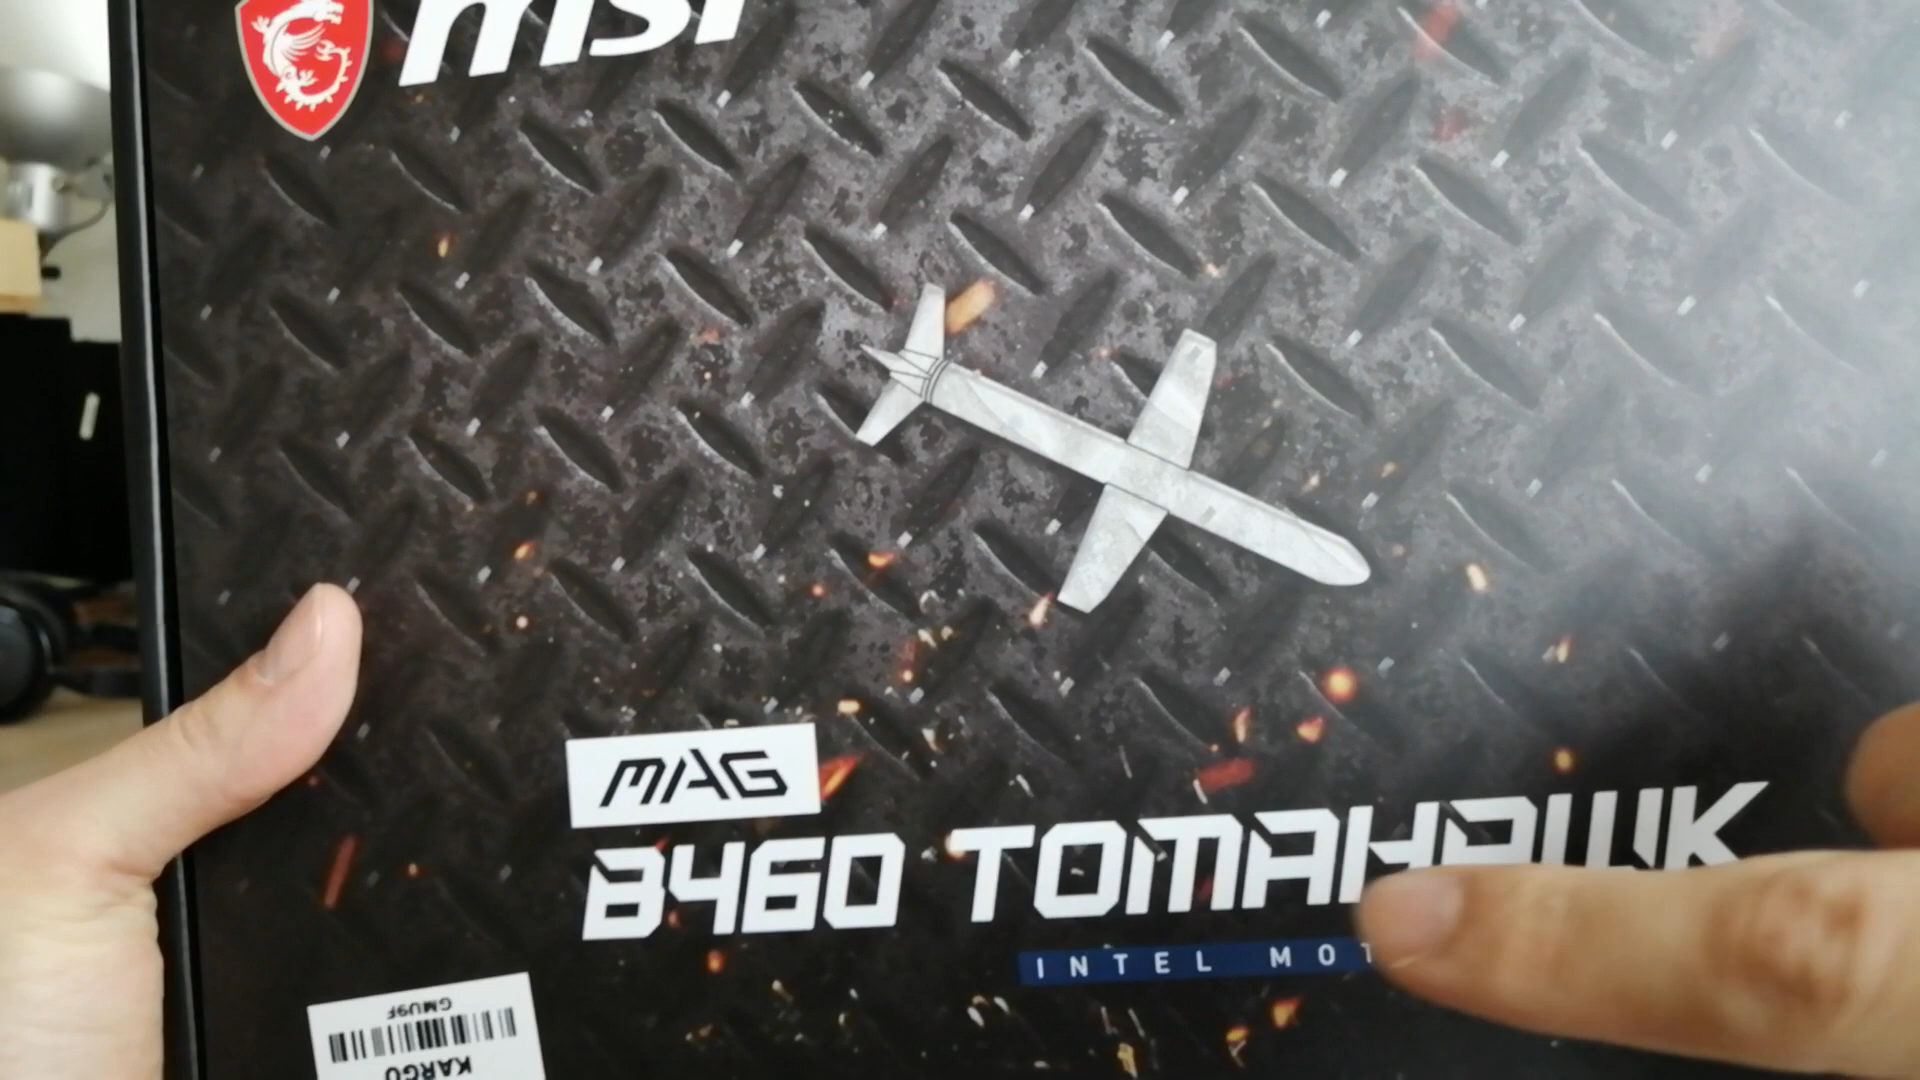 msi
MAG
B460 TOMAHAWK
INTEL MOT
GMU9F
KARGO